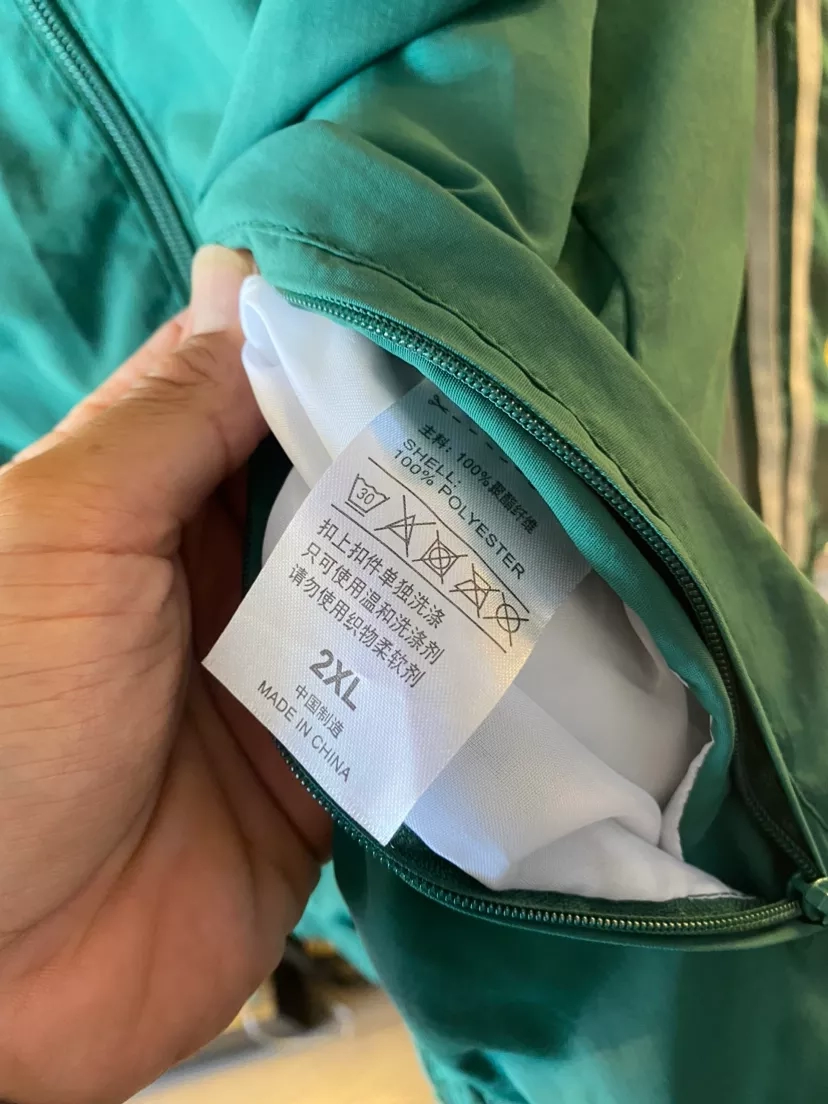 主料：100%聚酯纤维
SHELL:
100% POLYESTER
30
扣上扣件单独洗涤
只可使用温和洗涤剂
请勿使用织物柔软剂
2XL
中国制造
MADE IN CHINA